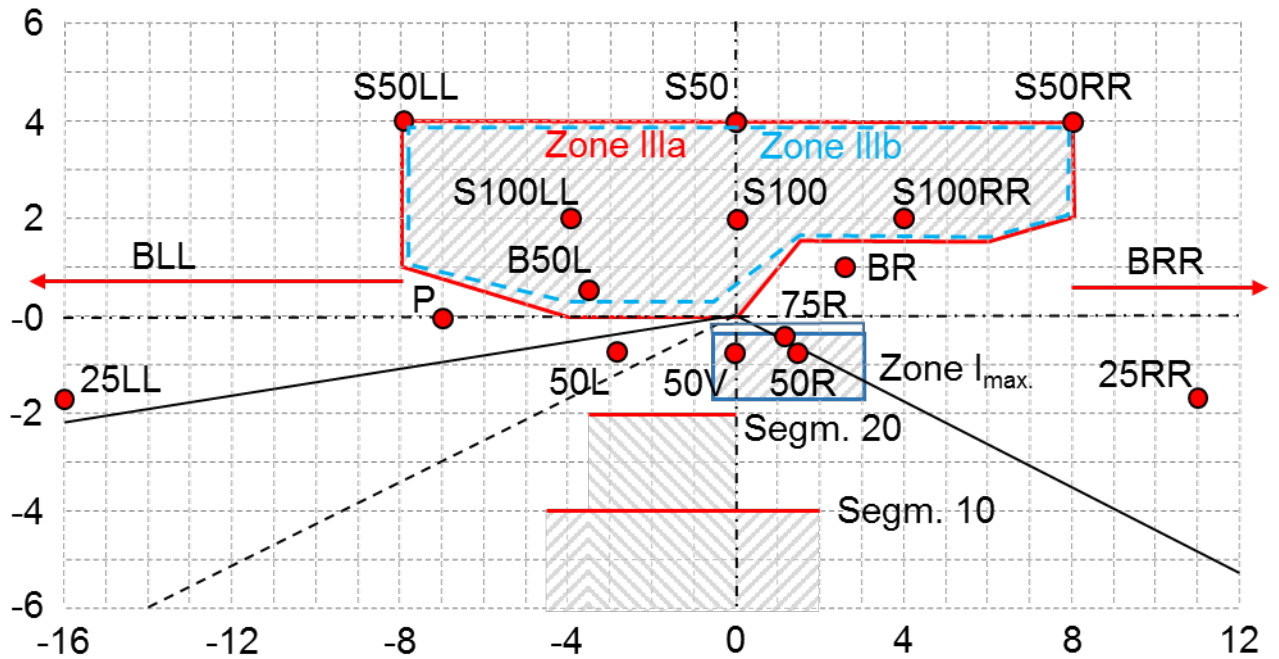 6
S50LL S50 S50RR
4
Zone IIIa Zone IIIb
S100LL S100 S100RR
2
BLL B50L BR BRR
P 75R
-0
50L 50V 50R Zone Imax. 25RR
25LL
-2
Segm. 20
-4 Segm. 10
-6
-16 -12 -8 -4 0 4 8 12